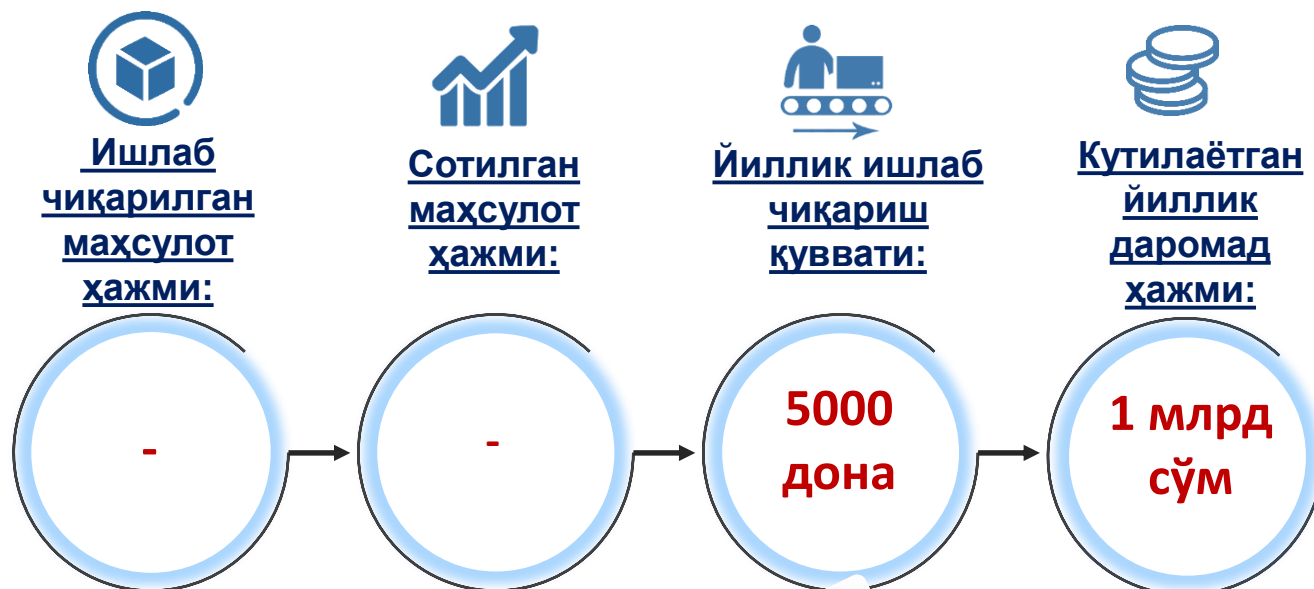 Ишлаб
чиқарилган
маҳсулот
ҳажми:
-
Сотилган
маҳсулот
ҳажми:
-
Йиллик ишлаб
чиқариш
қуввати:
5000
дона
Кутилаётган
йиллик
даромад
ҳажми:
1 млрд
сўм